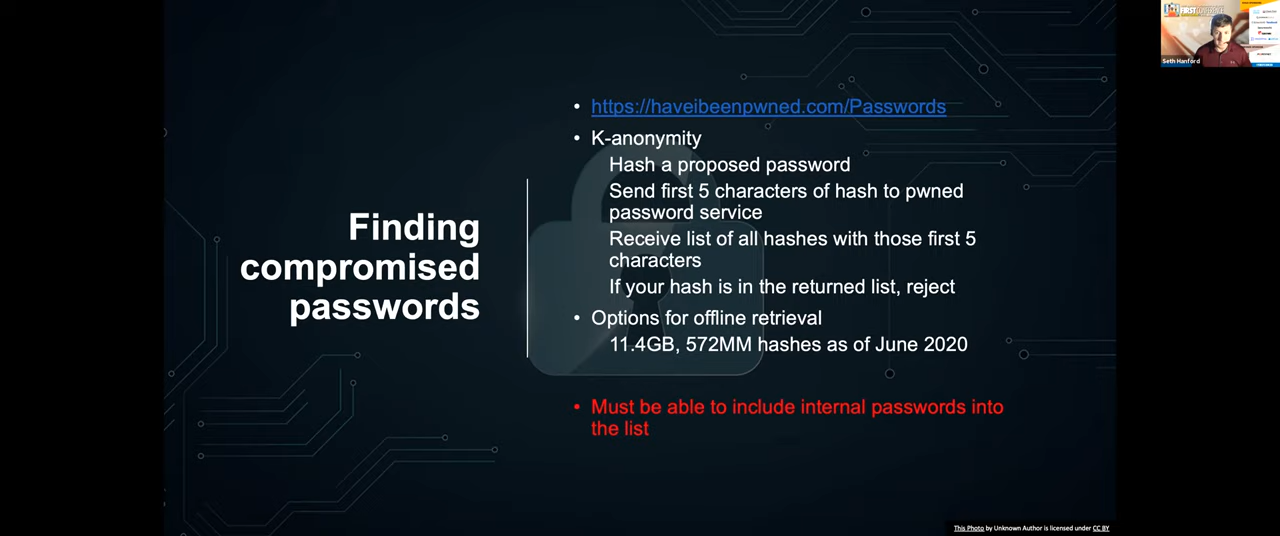 FIRST CONFERENCE
Seth Hanford
Finding
compromised
passwords
• https://haveibeenpwned.com/Passwords
• K-anonymity
Hash a proposed password
Send first 5 characters of hash to pwned
password service
Receive list of all hashes with those first 5
characters
If your hash is in the returned list, reject
• Options for offline retrieval
11.4GB, 572MM hashes as of June 2020
• Must be able to include internal passwords into
the list
This Photo by Unknown Author is licensed under CC BY